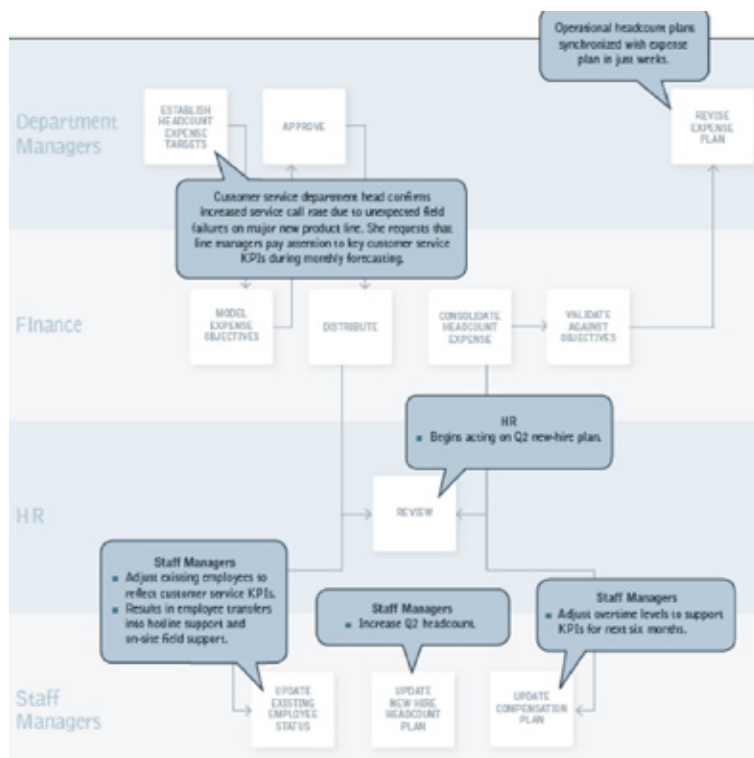 Operational headcount plans
synchronized with expense
plan in just weeks.
Department
Managers
ESTABLISH
HEADCOUNT
EXPENSE
TARGETS
APPROVE
REVISE
EXPENSE
PLAN
Customer service department head confirms
increased service call rate due to unexpected field
failures on major new product line. She requests that
line managers pay attention to key customer service
KPIs during monthly forecasting.
Finance
MODEL
EXPENSE
OBJECTIVES
DISTRIBUTE
CONSOLIDATE
HEADCOUNT
EXPENSE
VALIDATE
AGAINST
OBJECTIVES
HR
▪ Begins acting on Q2 new-hire plan.
HR
REVIEW
Staff Managers
▪ Adjust existing employees to
reflect customer service KPIs.
▪ Results in employee transfers
into hotline support and
on-site field support.
Staff Managers
▪ Increase Q2 headcount.
Staff Managers
▪ Adjust overtime levels to support
KPIs for next six months.
Staff
Managers
UPDATE
EXISTING
EMPLOYEE
STATUS
UPDATE
NEW HIRE
HEADCOUNT
PLAN
UPDATE
COMPENSATION
PLAN